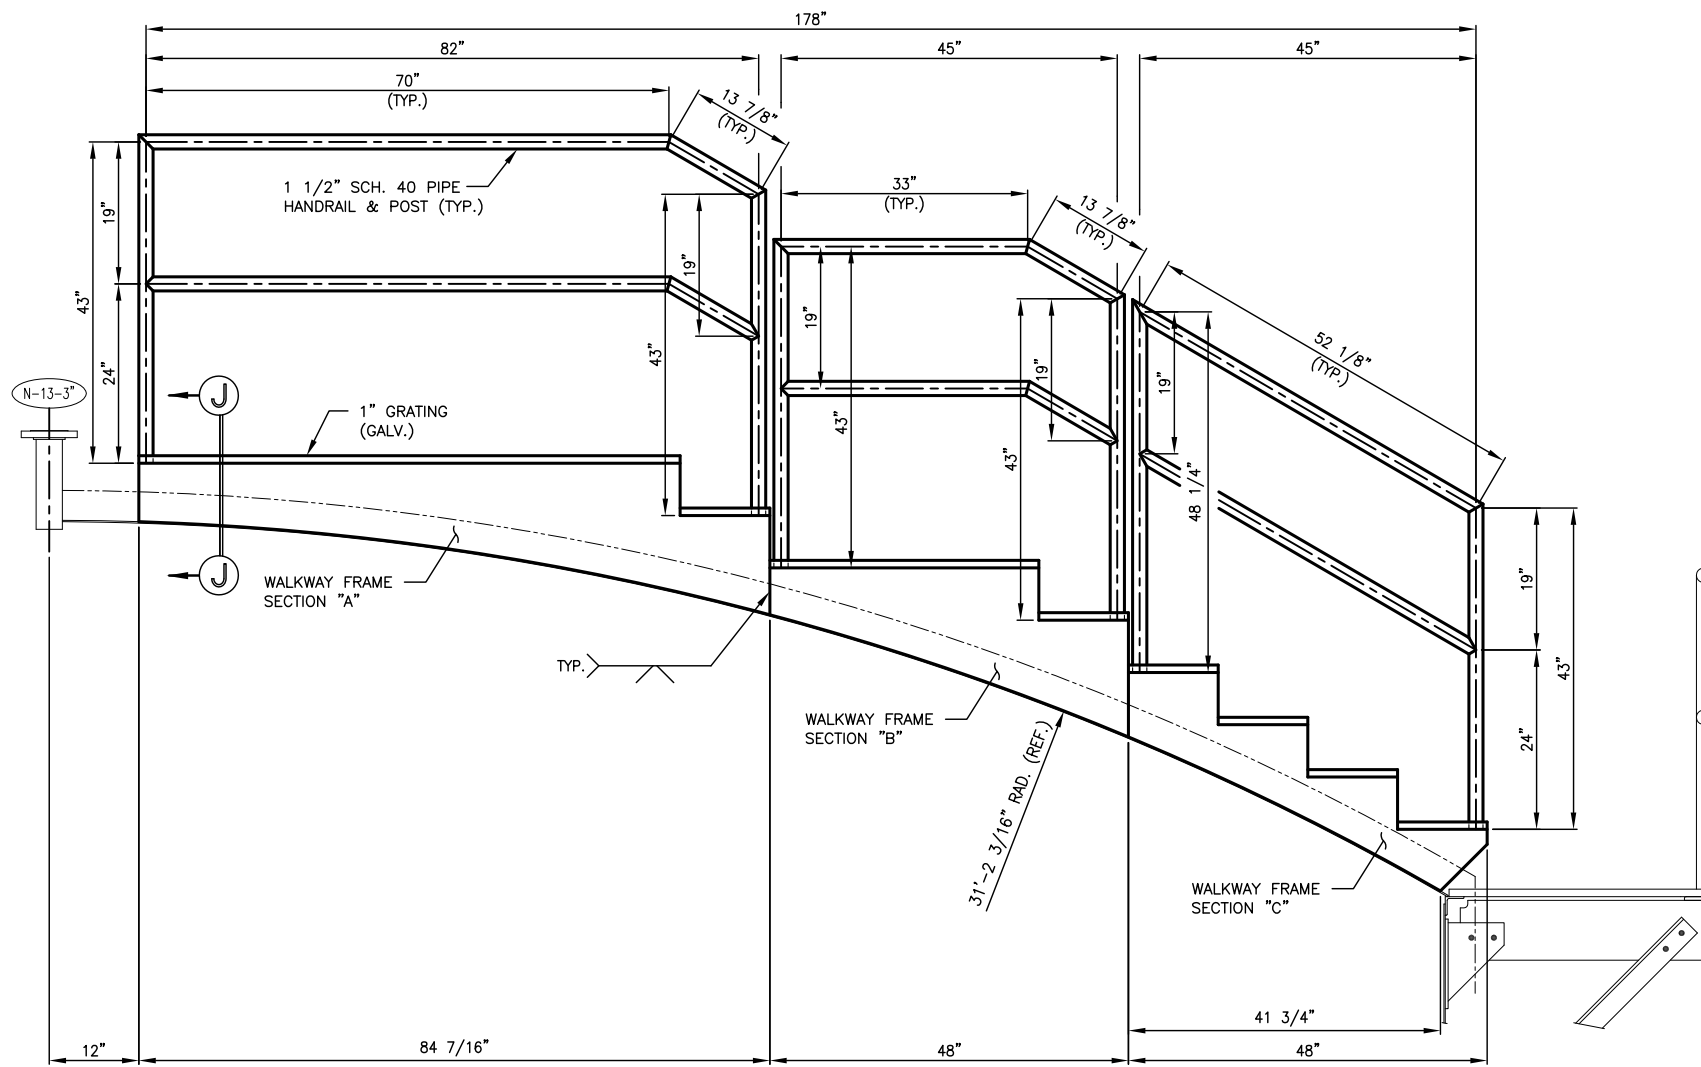 178"
82"
45"
45"
70"
(TYP.)
13 7/8"
(TYP.)
1 1/2" SCH. 40 PIPE
HANDRAIL & POST (TYP.)
33"
(TYP.)
13 7/8"
(TYP.)
52 1/8"
(TYP.)
19"
43"
24"
19"
43"
19"
43"
19"
43"
19"
48 1/4"
19"
43"
24"
N-13-3"
J
1" GRATING
(GALV.)
J
WALKWAY FRAME
SECTION "A"
TYP.
WALKWAY FRAME
SECTION "B"
31'-2 3/16" RAD. (REF.)
WALKWAY FRAME
SECTION "C"
41 3/4"
12"
84 7/16"
48"
48"